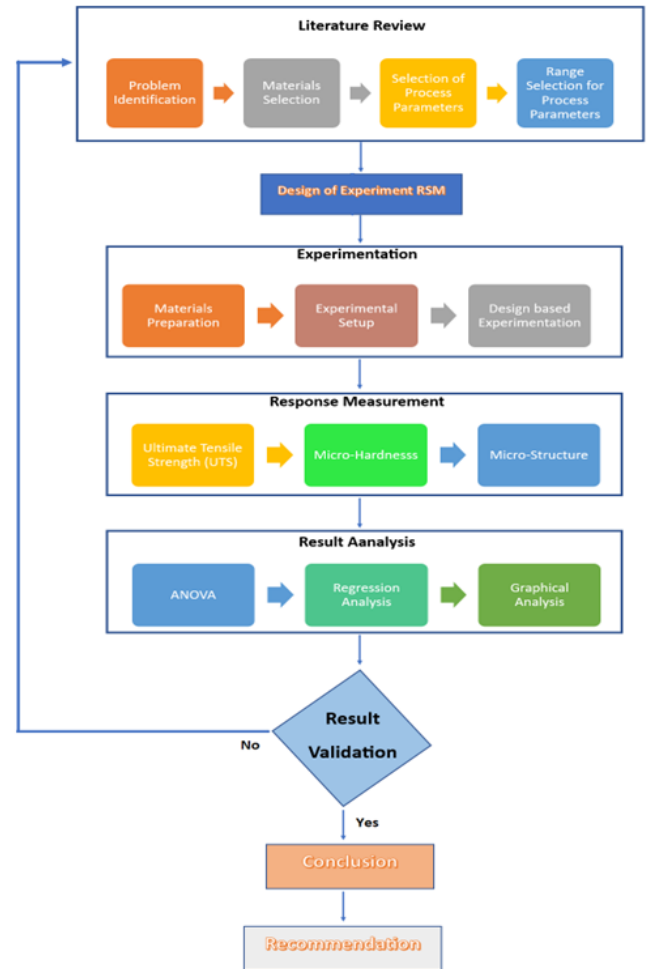 Literature Review
Problem
Identification
Materials
Selection
Selection of
Process
Parameters
Range
Selection for
Process
Parameters
Design of Experiment RSM
Experimentation
Materials
Preparation
Experimental
Setup
Design based
Experimentation
Response Measurement
Ultimate Tensile
Strength (UTS)
Micro-Hardnesss
Micro-Structure
Result Aanalysis
ANOVA
Regression
Analysis
Graphical
Analysis
Result
Validation
No
Yes
Conclusion
Recommendation